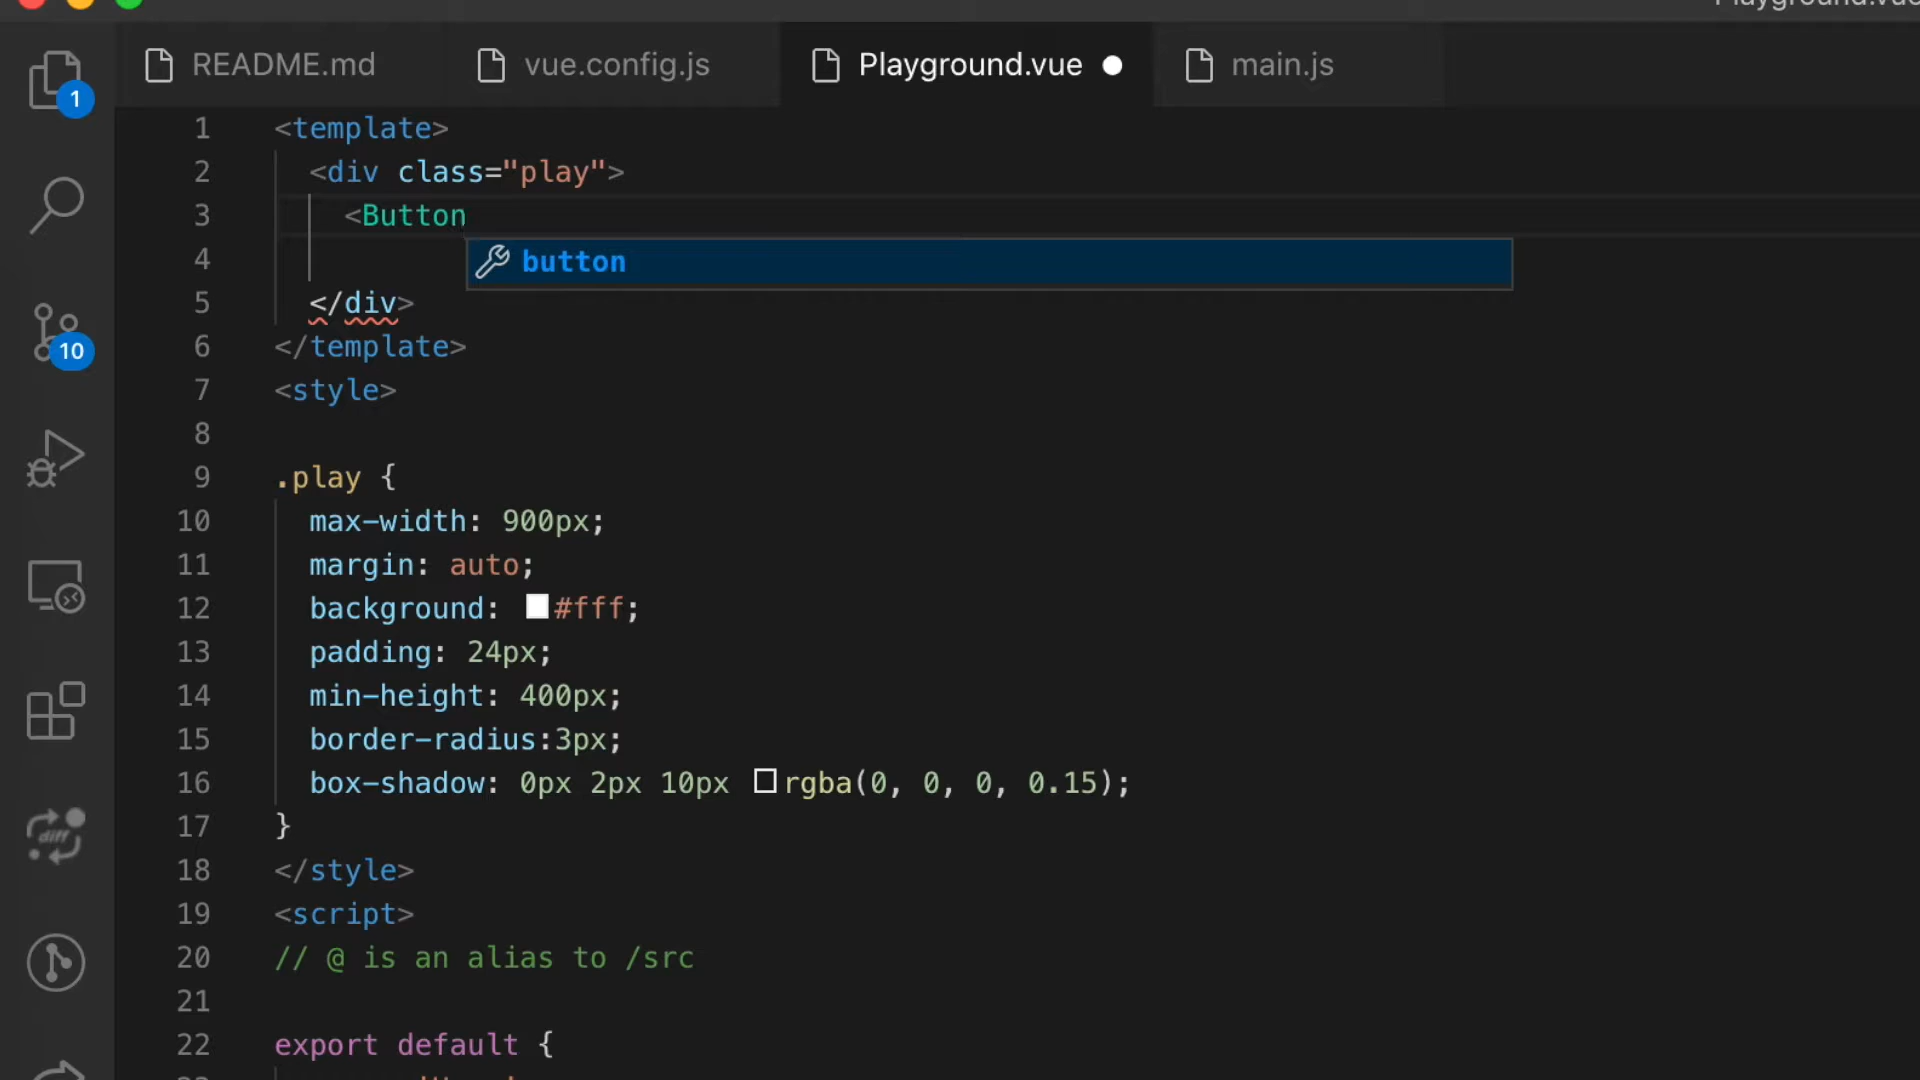 README.md
vue.config.js
Playground.vue
main.js
1
10
diff
1 <template>
2 <div class="play">
3 <Button
button
4
5 </div>
6 </template>
7 <style>
8
9 .play {
10 max-width: 900px;
11 margin: auto;
12 background: #fff;
13 padding: 24px;
14 min-height: 400px;
15 border-radius:3px;
16 box-shadow: 0px 2px 10px rgba(0, 0, 0, 0.15);
17 }
18 </style>
19 <script>
20 // @ is an alias to /src
21
22 export default {